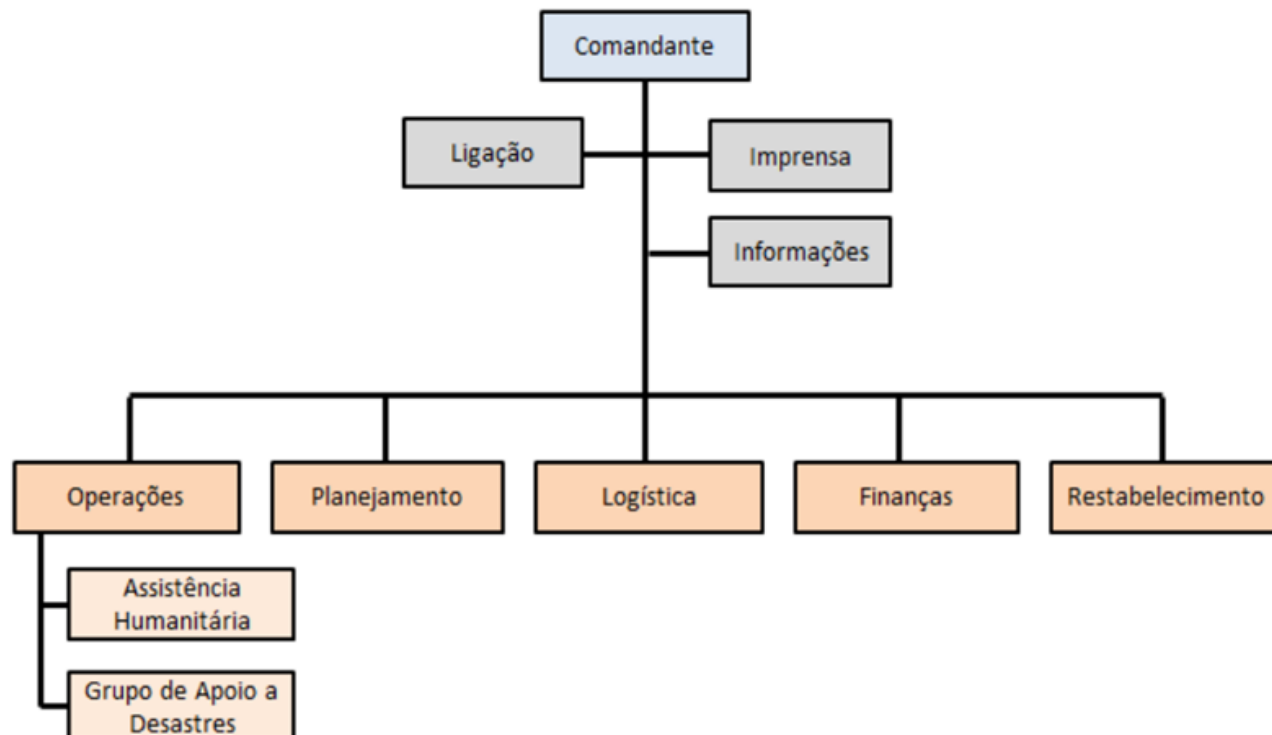 Comandante
Ligação
Imprensa
Informações
Operações
Planejamento
Logística
Finanças
Restabelecimento
Assistência
Humanitária
Grupo de Apoio a
Desastres